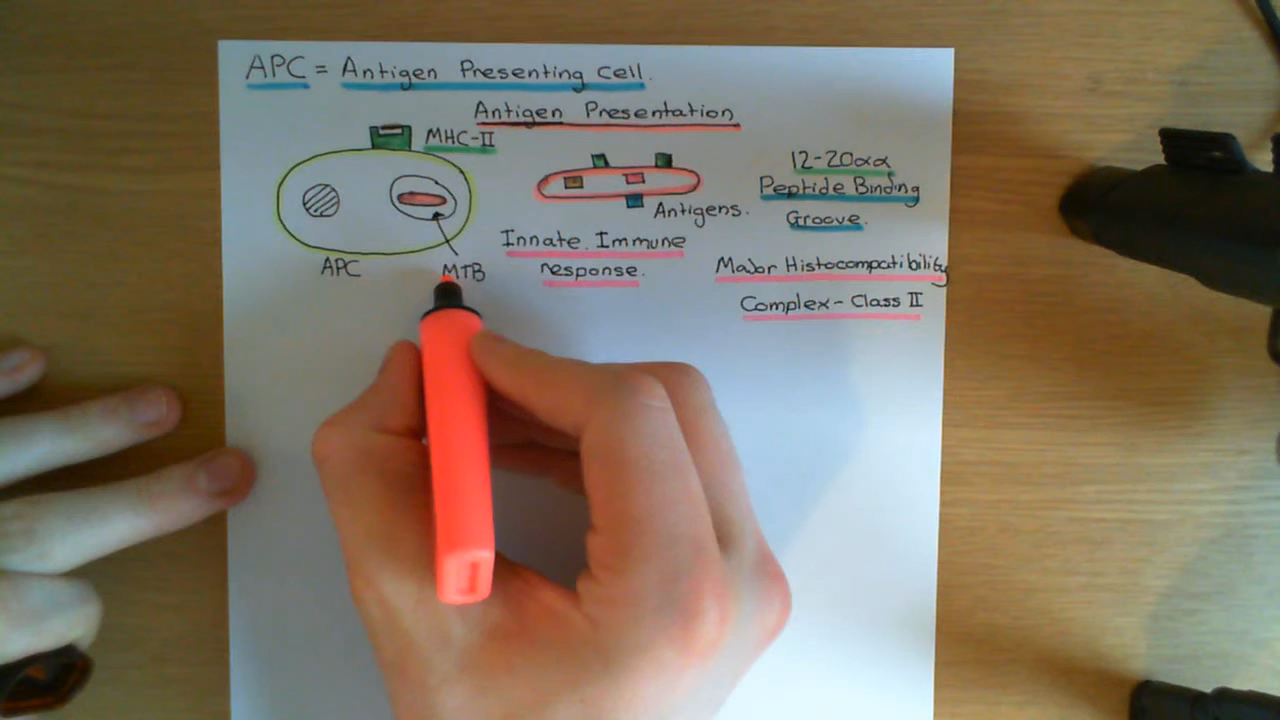 APC = Antigen Presenting Cell.
Antigen Presentation
MHC-II
APC
MTB
Antigens.
Innate Immune
response.
12-20αα
Peptide Binding
Groove.
Major Histocompatibility
Complex - Class II